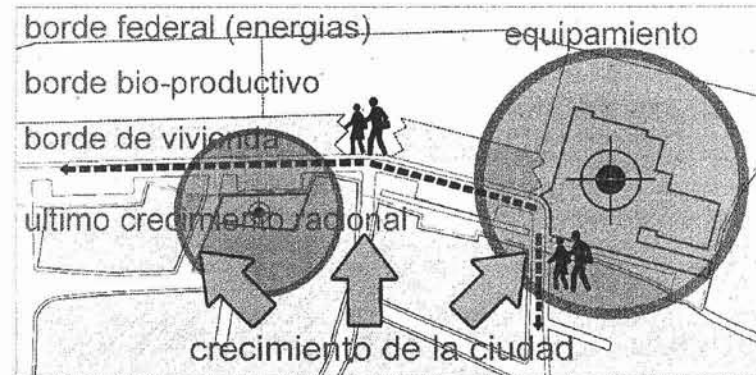 borde federal (energias)
equipamiento
borde bio-productivo
borde de vivienda
ultimo crecimiento racional
crecimiento de la ciudad